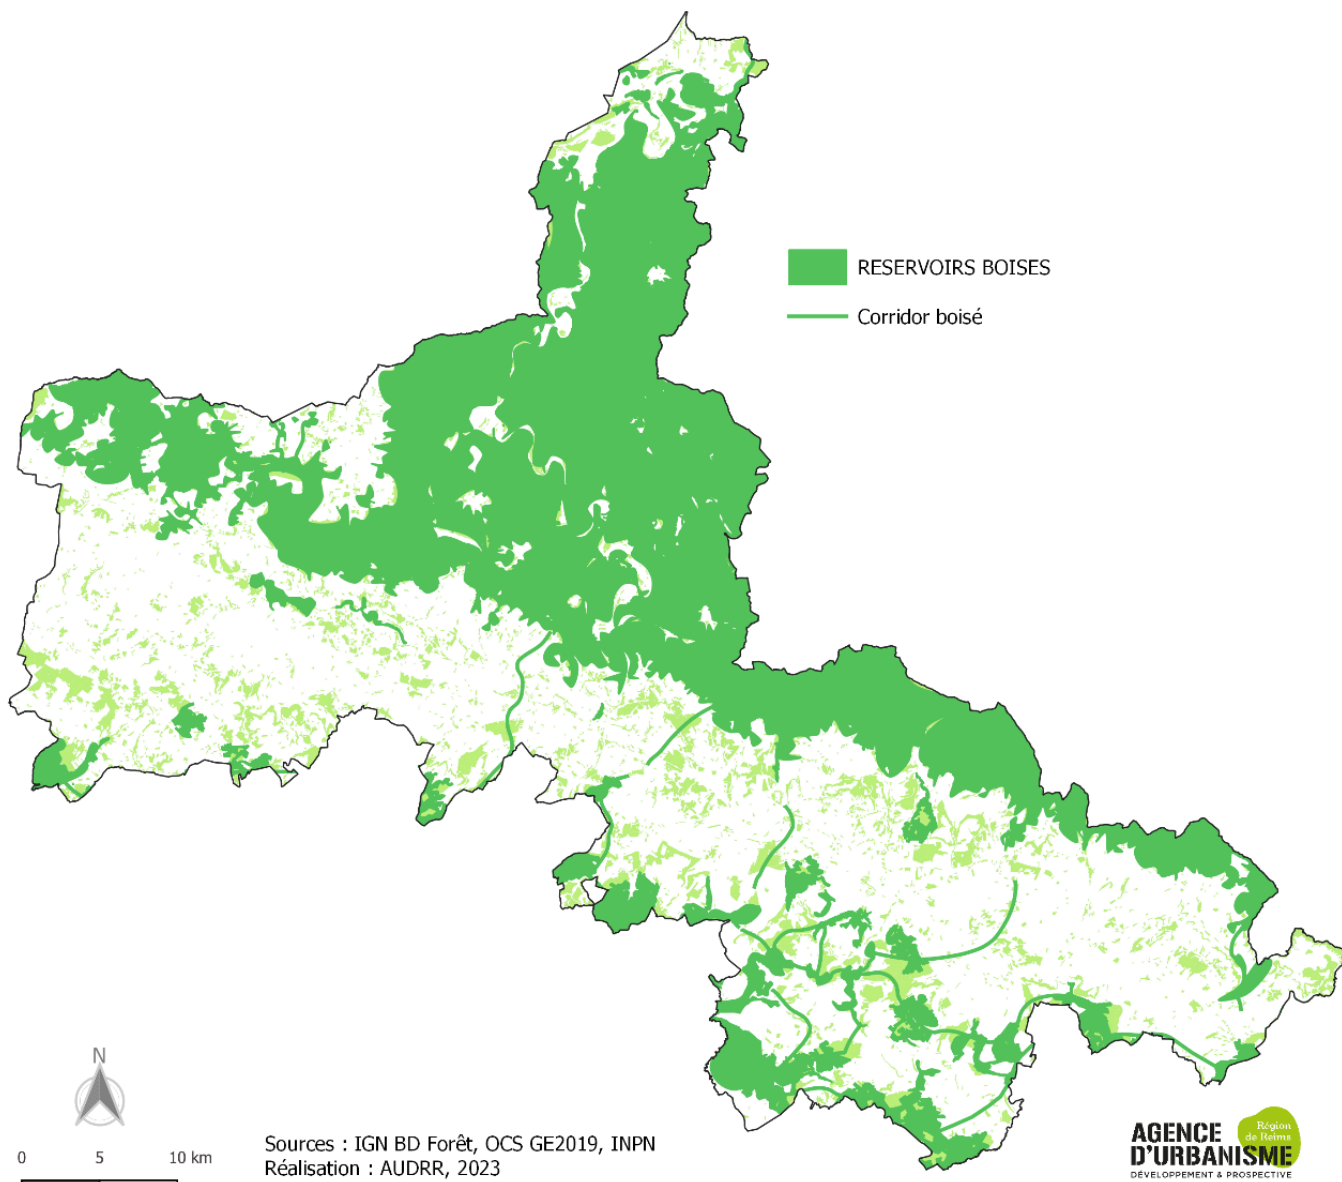 RESERVOIRS BOISES
Corridor boisé
N
0 5 10 km
Sources : IGN BD Forêt, OCS GE2019, INPN
Réalisation : AUDRR, 2023
AGENCE
D'URBANISME
DÉVELOPPEMENT & PROSPECTIVE
Région
de Reims